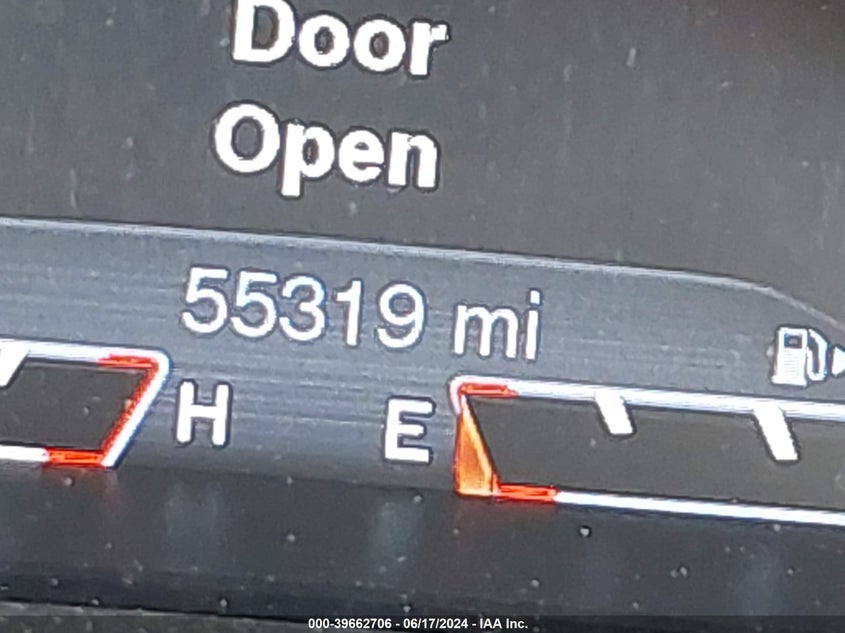 Door
Open
55319 mi
H E
000-39662706 - 06/17/2024 - IAA Inc.